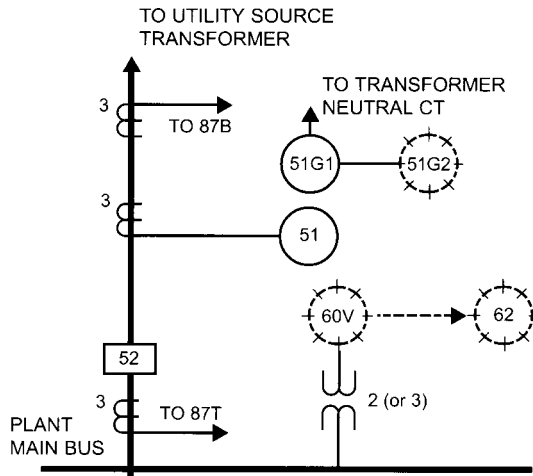 TO UTILITY SOURCE
TRANSFORMER
3
TO 87B
TO TRANSFORMER
NEUTRAL CT
51G1
51G2
3
51
60V
62
52
2 (or 3)
3
TO 87T
PLANT
MAIN BUS